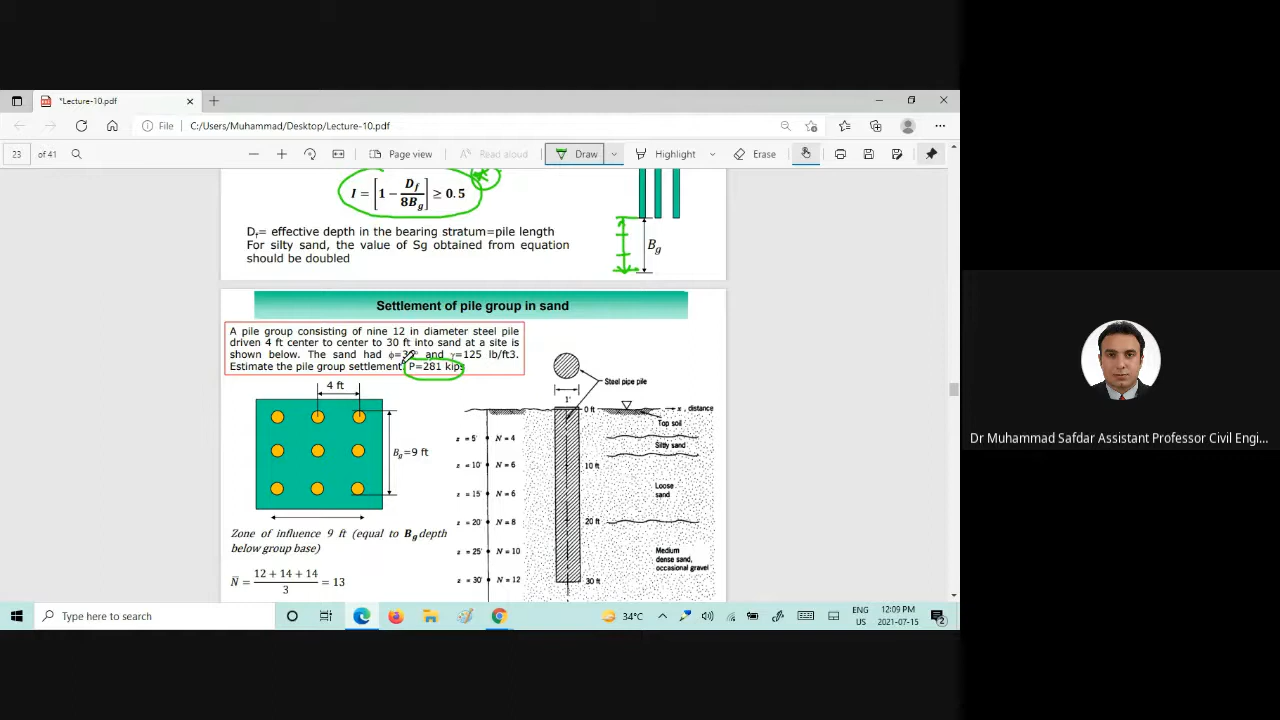 *Lecture-10.pdf
File
C:/Users/Muhammad/Desktop/Lecture-10.pdf
23
of 41
Page view
Read aloud
Draw
Highlight
Erase
I = [1 − Df/8Bg] ≥ 0.5
Df= effective depth in the bearing stratum=pile length
For silty sand, the value of Sg obtained from equation
should be doubled
Bg
Settlement of pile group in sand
A pile group consisting of nine 12 in diameter steel pile
driven 4 ft center to center to 30 ft into sand at a site is
shown below. The sand had ϕ= and γ=125 lb/ft3.
Estimate the pile group settlement. P=281 kips
4 ft
Bg=9 ft
Zone of influence 9 ft (equal to Bg depth
below group base)
N̅ = (12 + 14 + 14)/3 = 13
Steel pipe pile
1'
0 ft
x, distance
Top soil
z = 5' N = 4
Silty sand
z = 10' N = 6
10 ft
z = 15' N = 6
Loose
sand
z = 20' N = 8
20 ft
z = 25' N = 10
Medium
dense sand,
occasional gravel
z = 30' N = 12
30 ft
Dr Muhammad Safdar Assistant Professor Civil Engi...
Type here to search
34°C
ENG
US
12:09 PM
2021-07-15
2